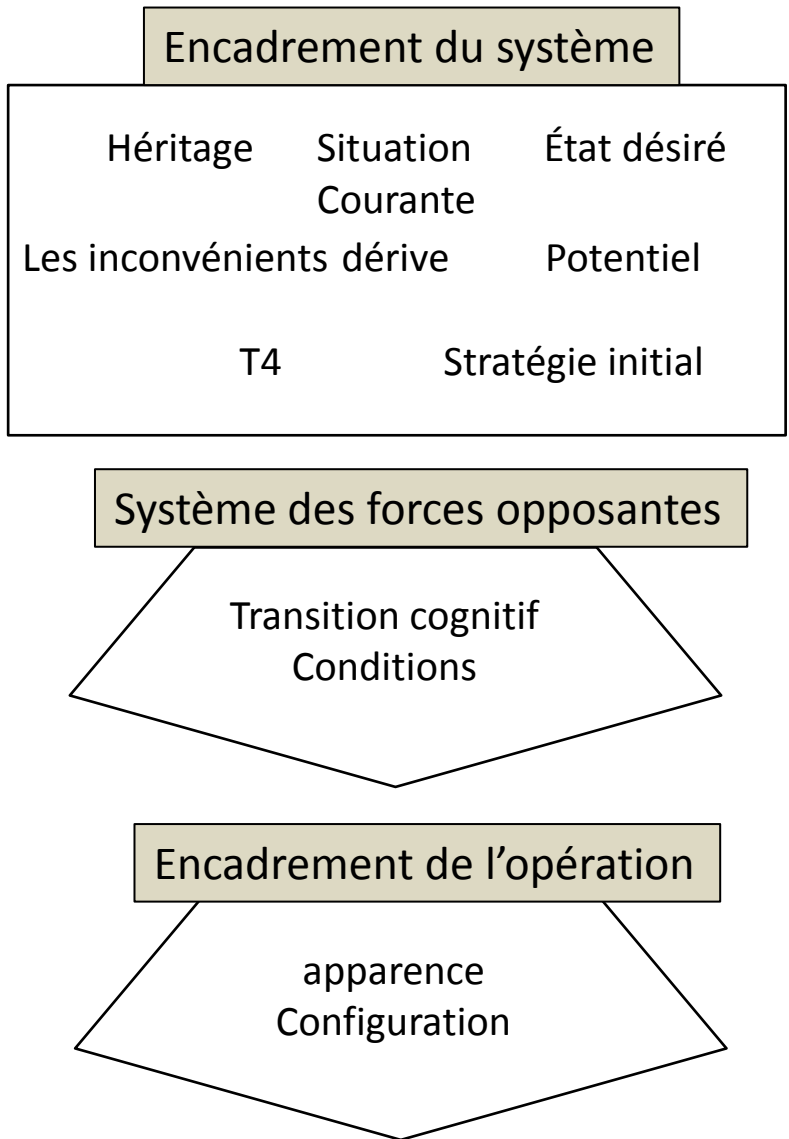 Encadrement du système
Héritage Situation État désiré
Courante
Les inconvénients dérive Potentiel
T4 Stratégie initial
Système des forces opposantes
Transition cognitif
Conditions
Encadrement de l’opération
apparence
Configuration